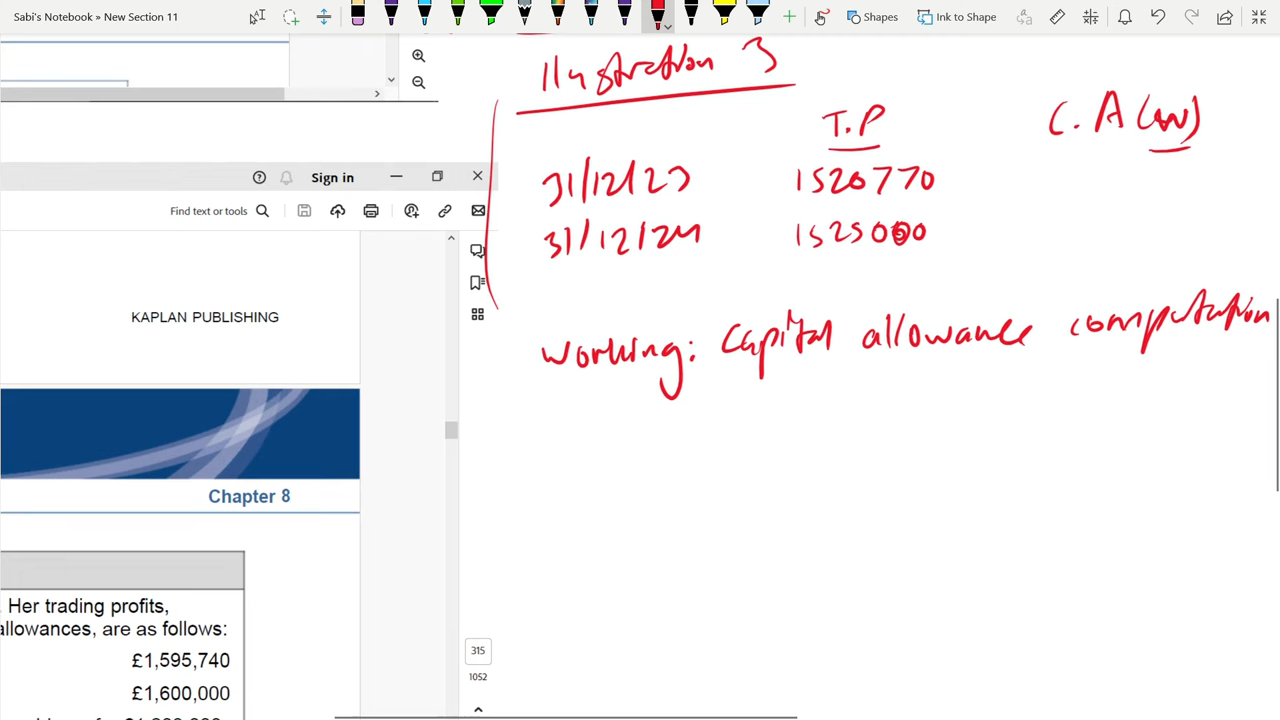 Sabi's Notebook » New Section 11
Shapes
Ink to Shape
Illustration 3
T.P
C.A(W)
31/12/23 1520770
31/12/24 1525000
Working: Capital allowance computation
Sign in
Find text or tools
KAPLAN PUBLISHING
Chapter 8
. Her trading profits,
allowances, are as follows:
£1,595,740
£1,600,000
315
1052